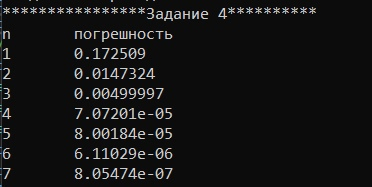 ****************Задание 4**********
n погрешность
1 0.172509
2 0.0147324
3 0.00499997
4 7.07201e-05
5 8.00184e-05
6 6.11029e-06
7 8.05474e-07